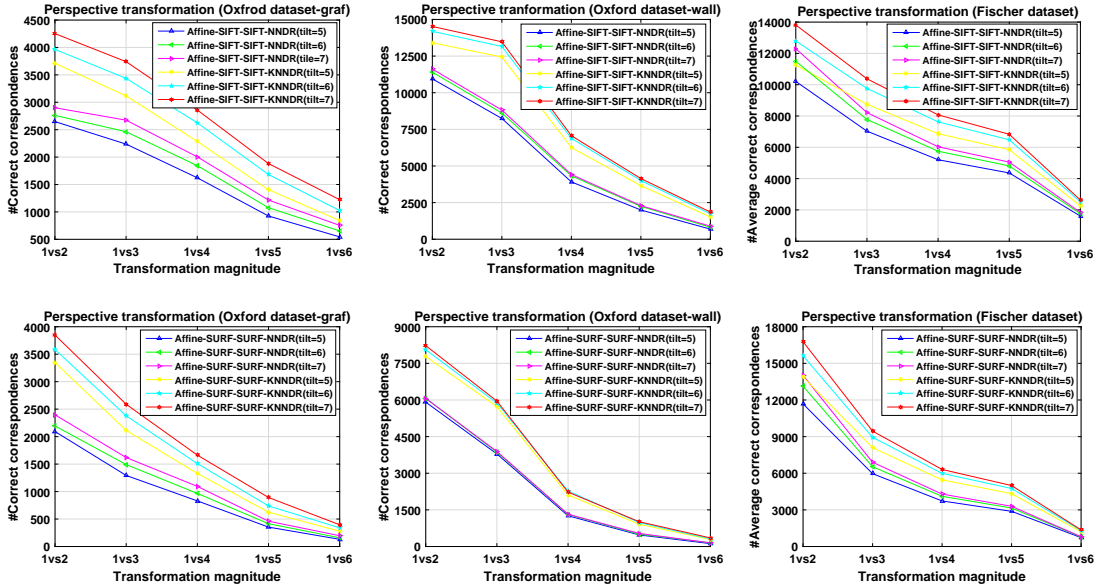 Perspective transformation (Oxfrod dataset-graf)
#Correct correspondences
4500
4000
3500
3000
2500
2000
1500
1000
500
Affine-SIFT-SIFT-NNDR(tilt=5)
Affine-SIFT-SIFT-NNDR(tilt=6)
Affine-SIFT-SIFT-NNDR(tile=7)
Affine-SIFT-SIFT-KNNDR(tilt=5)
Affine-SIFT-SIFT-KNNDR(tilt=6)
Affine-SIFT-SIFT-KNNDR(tilt=7)
1vs2 1vs3 1vs4 1vs5 1vs6
Transformation magnitude
Perspective transformation (Oxford dataset-wall)
#Correct correspondences
15000
12500
10000
7500
5000
2500
0
Affine-SIFT-SIFT-NNDR(tilt=5)
Affine-SIFT-SIFT-NNDR(tilt=6)
Affine-SIFT-SIFT-NNDR(tilt=7)
Affine-SIFT-SIFT-KNNDR(tilt=5)
Affine-SIFT-SIFT-KNNDR(tilt=6)
Affine-SIFT-SIFT-KNNDR(tilt=7)
1vs2 1vs3 1vs4 1vs5 1vs6
Transformation magnitude
Perspective transformation (Fischer dataset)
#Average correct correspondences
14000
12000
10000
8000
6000
4000
2000
0
Affine-SIFT-SIFT-NNDR(tilt=5)
Affine-SIFT-SIFT-NNDR(tilt=6)
Affine-SIFT-SIFT-NNDR(tilt=7)
Affine-SIFT-SIFT-KNNDR(tilt=5)
Affine-SIFT-SIFT-KNNDR(tilt=6)
Affine-SIFT-SIFT-KNNDR(tilt=7)
1vs2 1vs3 1vs4 1vs5 1vs6
Transformation magnitude
Perspective transformation (Oxford dataset-graf)
#Correct correspondences
4000
3500
3000
2500
2000
1500
1000
500
0
Affine-SURF-SURF-NNDR(tilt=5)
Affine-SURF-SURF-NNDR(tilt=6)
Affine-SURF-SURF-NNDR(tilt=7)
Affine-SURF-SURF-KNNDR(tilt=5)
Affine-SURF-SURF-KNNDR(tilt=6)
Affine-SURF-SURF-KNNDR(tilt=7)
1vs2 1vs3 1vs4 1vs5 1vs6
Transformation magnitude
Perspective transformation (Oxford dataset-wall)
#Correct correspondences
9000
7500
6000
4500
3000
1500
0
Affine-SURF-SURF-NNDR(tilt=5)
Affine-SURF-SURF-NNDR(tilt=6)
Affine-SURF-SURF-NNDR(tilt=7)
Affine-SURF-SURF-KNNDR(tilt=5)
Affine-SURF-SURF-KNNDR(tilt=6)
Affine-SURF-SURF-KNNDR(tilt=7)
1vs2 1vs3 1vs4 1vs5 1vs6
Transformation magnitude
Perspective transformation (Fischer dataset)
#Average correct correspondences
18000
15000
12000
9000
6000
3000
0
Affine-SURF-SURF-NNDR(tilt=5)
Affine-SURF-SURF-NNDR(tilt=6)
Affine-SURF-SURF-NNDR(tilt=7)
Affine-SURF-SURF-KNNDR(tilt=5)
Affine-SURF-SURF-KNNDR(tilt=6)
Affine-SURF-SURF-KNNDR(tilt=7)
1vs2 1vs3 1vs4 1vs5 1vs6
Transformation magnitude